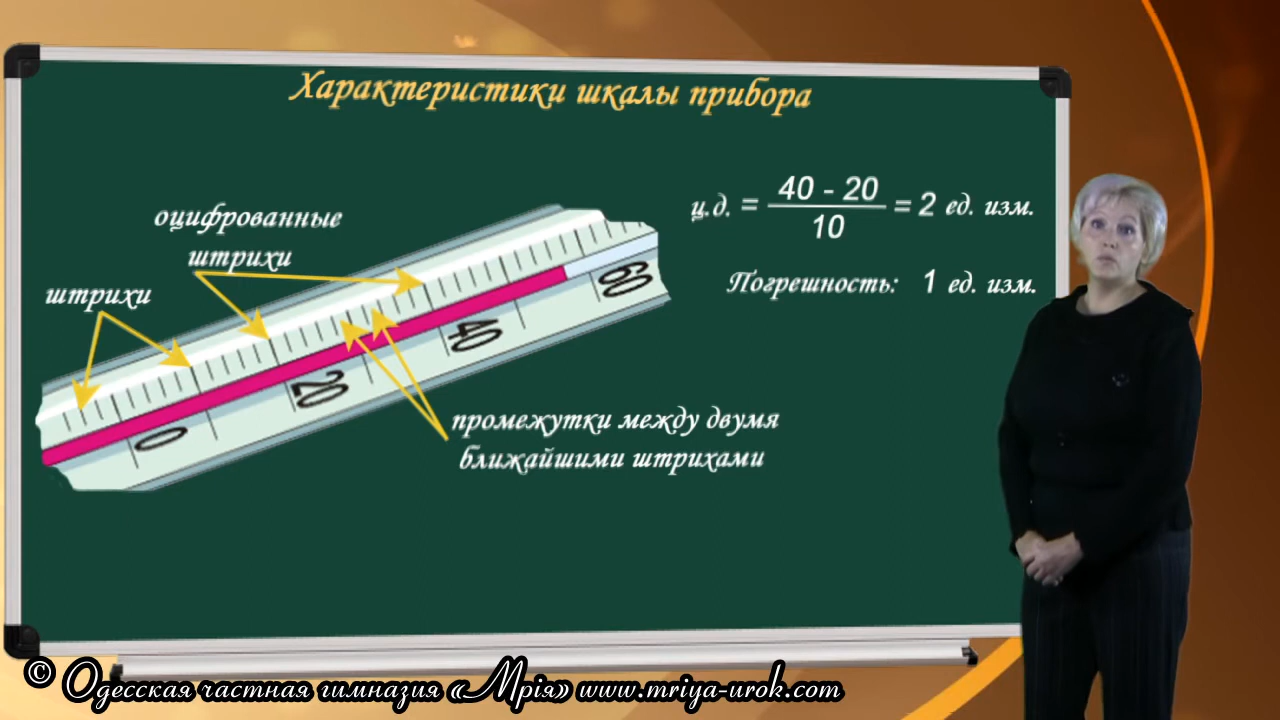 Характеристики шкалы прибора
оцифрованные
штрихи
штрихи
ц.д. = 40 - 20 / 10 = 2 ед. изм.
Погрешность: 1 ед. изм.
0
20
40
60
промежутки между двумя
ближайшими штрихами
© Одесская частная гимназия «Мрія» www.mriya-urok.com